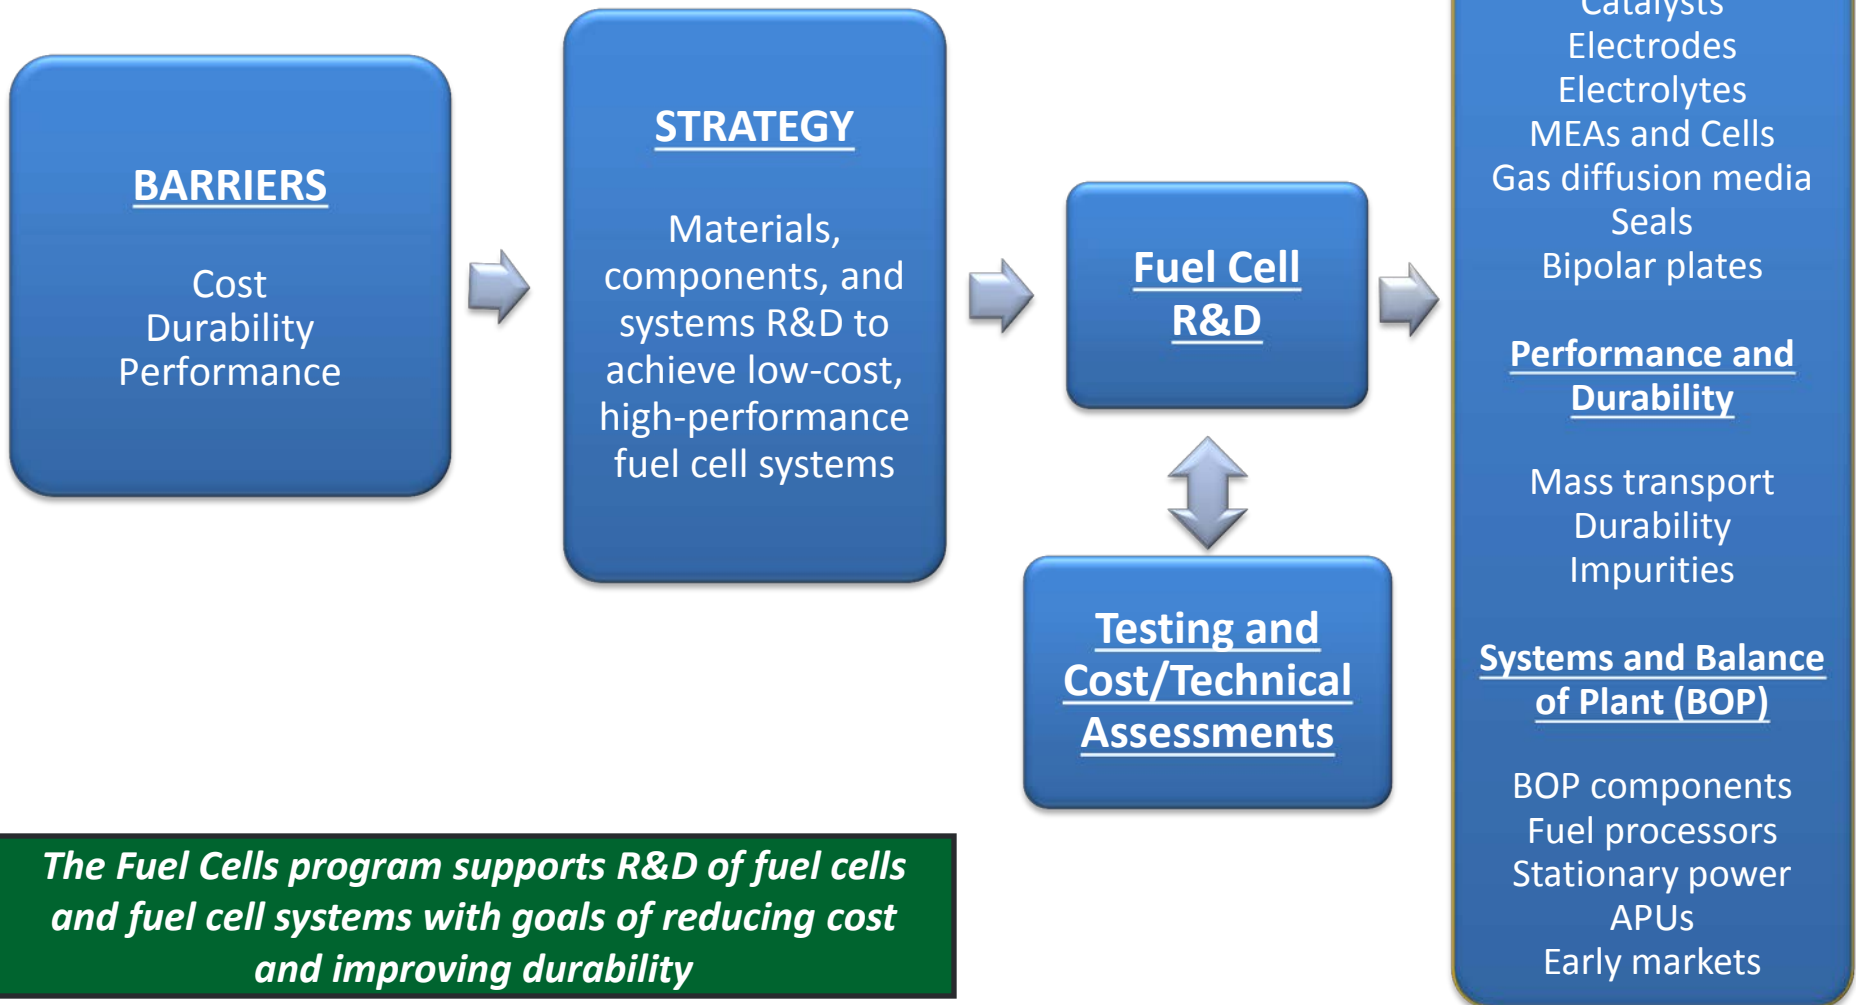 BARRIERS
Cost
Durability
Performance
STRATEGY
Materials,
components, and
systems R&D to
achieve low-cost,
high-performance
fuel cell systems
Fuel Cell
R&D
Testing and
Cost/Technical
Assessments
Catalysts
Electrodes
Electrolytes
MEAs and Cells
Gas diffusion media
Seals
Bipolar plates
Performance and
Durability
Mass transport
Durability
Impurities
Systems and Balance
of Plant (BOP)
BOP components
Fuel processors
Stationary power
APUs
Early markets
The Fuel Cells program supports R&D of fuel cells
and fuel cell systems with goals of reducing cost
and improving durability